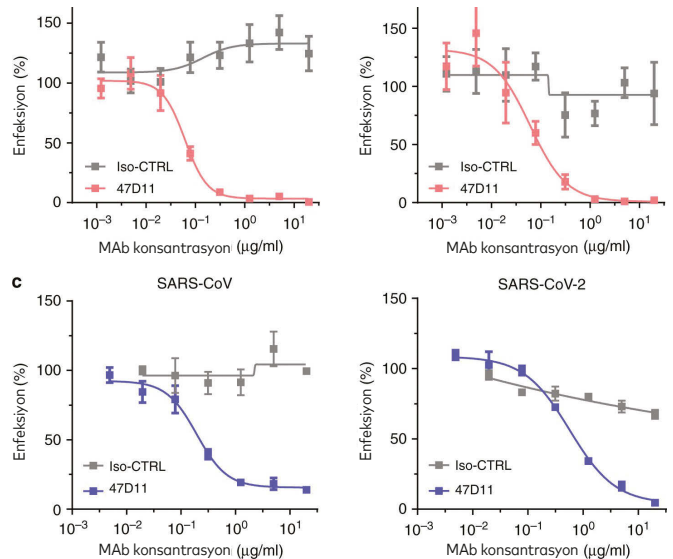 150
100
50
0
Enfeksiyon (%)
Iso-CTRL
47D11
10⁻³ 10⁻² 10⁻¹ 10⁰ 10¹
MAb konsantrasyon (µg/ml)
150
100
50
0
Enfeksiyon (%)
Iso-CTRL
47D11
10⁻³ 10⁻² 10⁻¹ 10⁰ 10¹
MAb konsantrasyon (µg/ml)
c
SARS-CoV
150
100
50
0
Enfeksiyon (%)
Iso-CTRL
47D11
10⁻³ 10⁻² 10⁻¹ 10⁰ 10¹
MAb konsantrasyon (µg/ml)
SARS-CoV-2
150
100
50
0
Enfeksiyon (%)
Iso-CTRL
47D11
10⁻³ 10⁻² 10⁻¹ 10⁰ 10¹
MAb konsantrasyon (µg/ml)